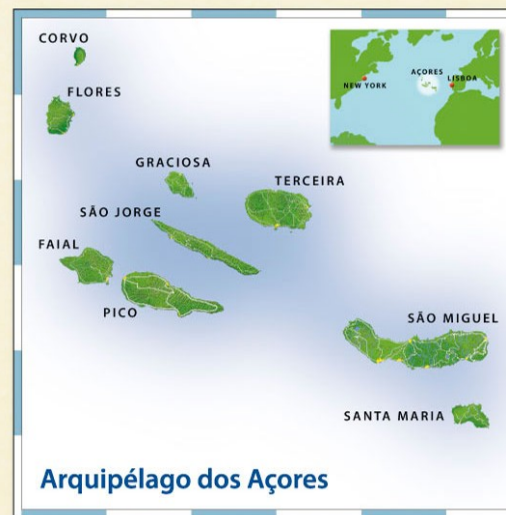 CORVO
FLORES
AÇORES
NEW YORK
LISBOA
GRACIOSA
TERCEIRA
SÃO JORGE
FAIAL
PICO
SÃO MIGUEL
SANTA MARIA
Arquipélago dos Açores